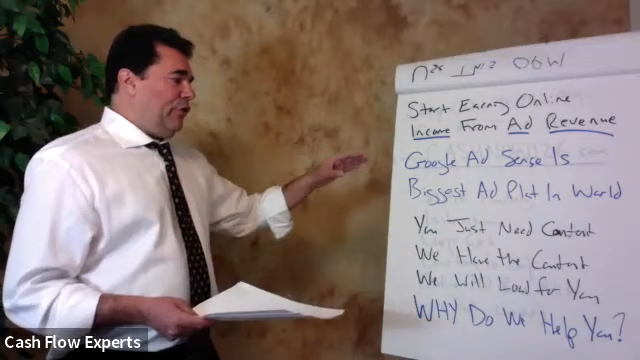 Start Earning Online
Income From Ad Revenue
Google Ad Sense Is
Biggest Ad Plat In World
You Just Need Content
We Have the Content
We Will Load for You
WHY Do We Help You?
Cash Flow Experts